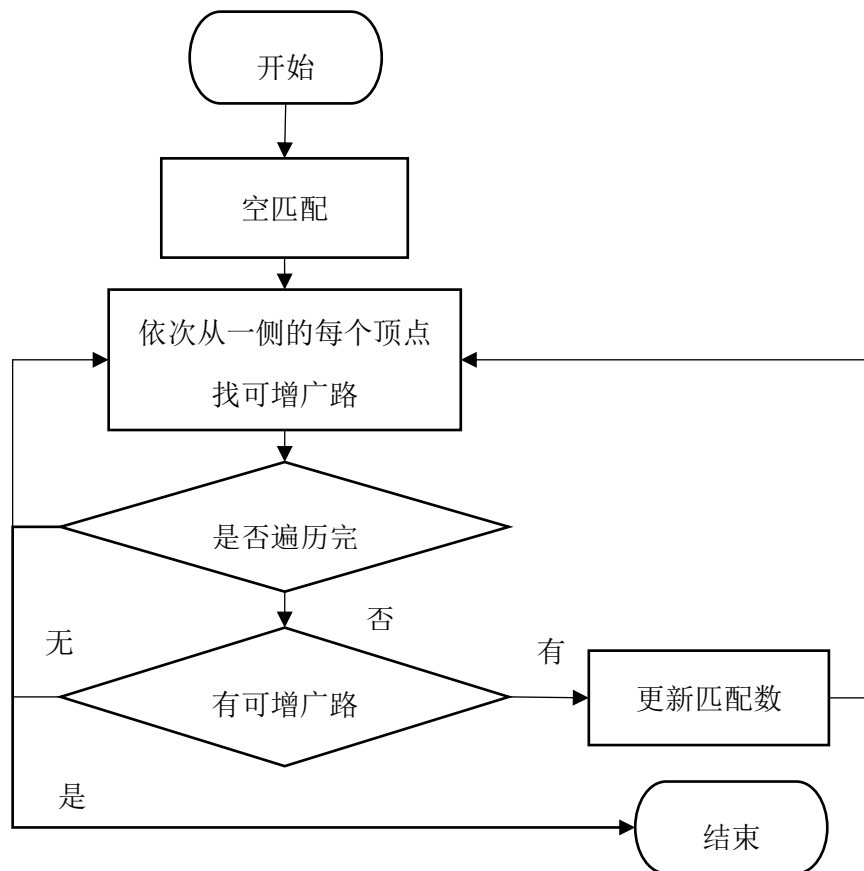 开始
空匹配
依次从一侧的每个顶点
找可增广路
是否遍历完
否
无
有
有可增广路
更新匹配数
是
结束